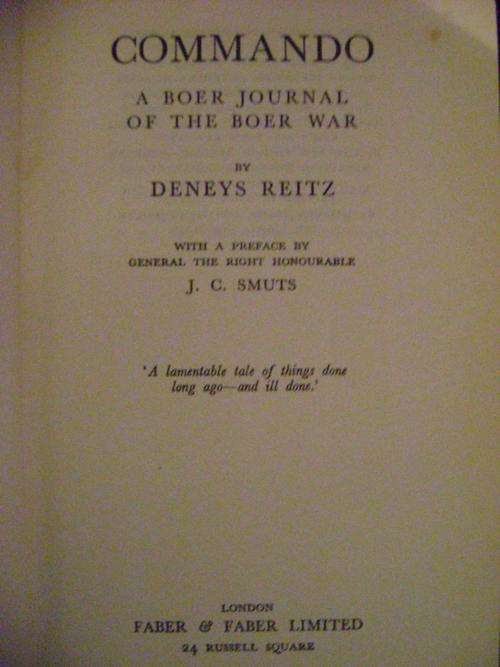 COMMANDO
A BOER JOURNAL
OF THE BOER WAR
BY
DENEYS REITZ
WITH A PREFACE BY
GENERAL THE RIGHT HONOURABLE
J. C. SMUTS
'A lamentable tale of things done
long ago—and ill done.'
LONDON
FABER & FABER LIMITED
24 RUSSELL SQUARE